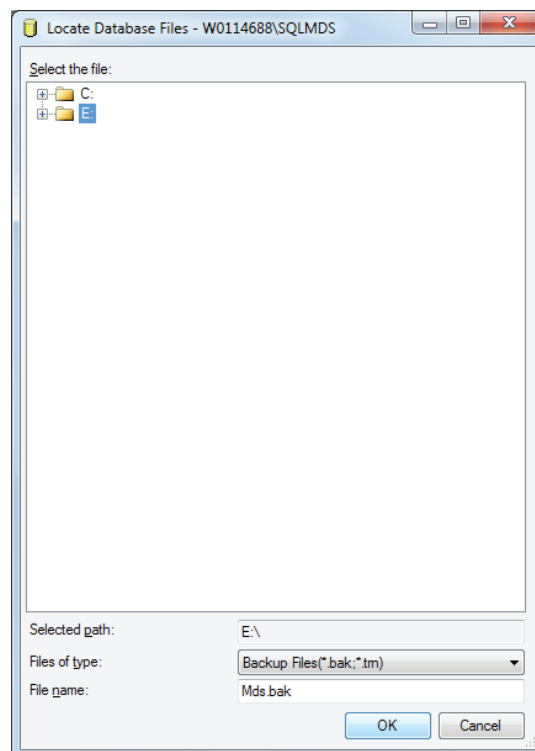 Locate Database Files - W0114688\SQLMDS
Select the file:
C:
E:
Selected path:
E:\
Files of type:
Backup Files(*.bak;*.trn)
File name:
Mds.bak
OK
Cancel